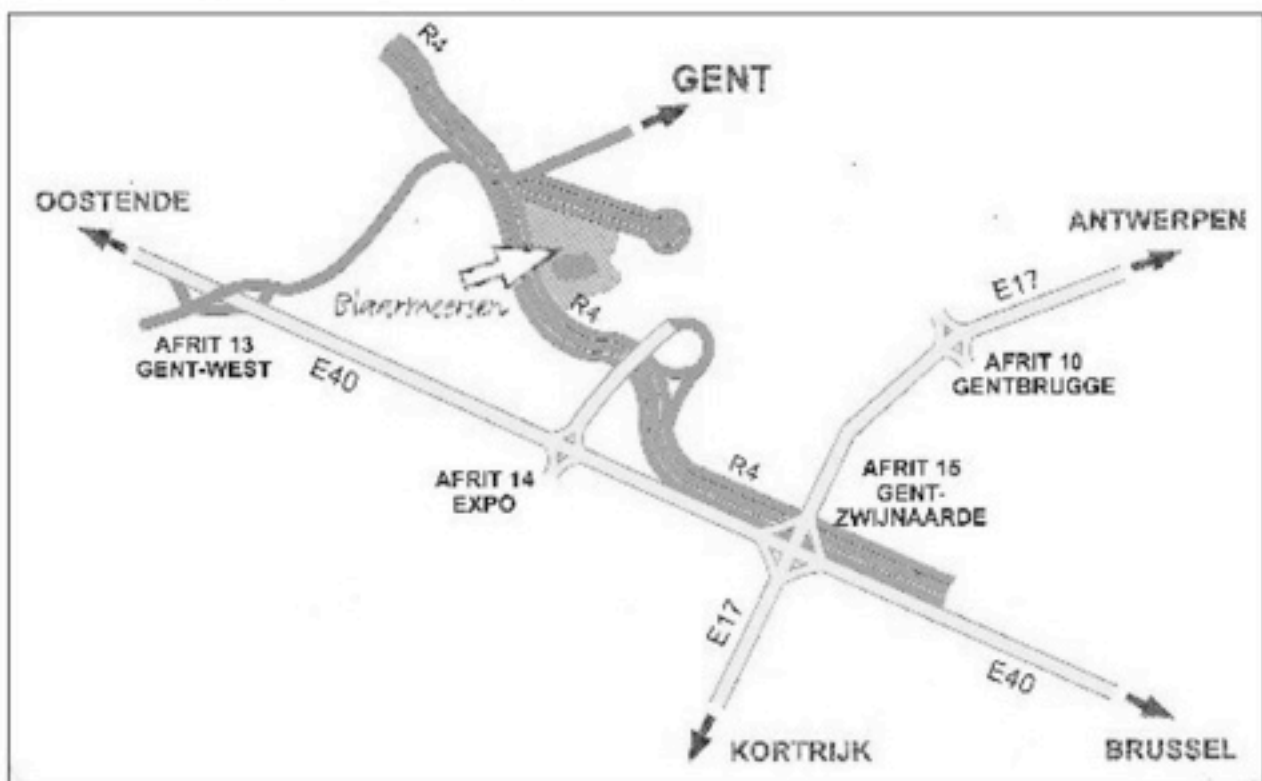 R4
GENT
OOSTENDE
ANTWERPEN
E17
Blaarmeersen
R4
AFRIT 13
GENT-WEST
E40
AFRIT 10
GENTBRUGGE
AFRIT 14
EXPO
R4
AFRIT 15
GENT-
ZWIJNAARDE
E17
E40
KORTRIJK
BRUSSEL